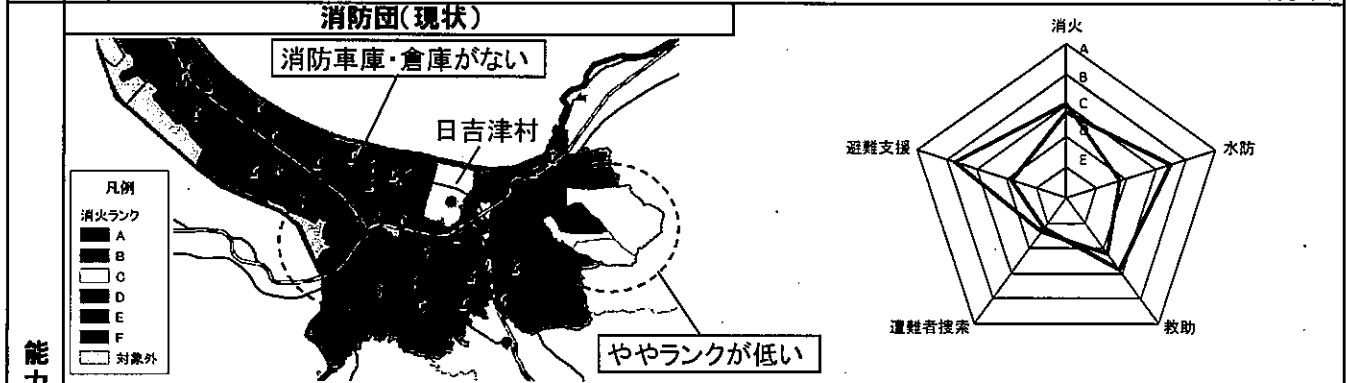 消防団(現状)
消防車庫・倉庫がない
日吉津村
凡例
消火ランク
A
B
C
D
E
F
対象外
ややランクが低い
能
力
消火
A
B
C
E
避難支援
水防
遭難者捜索
救助